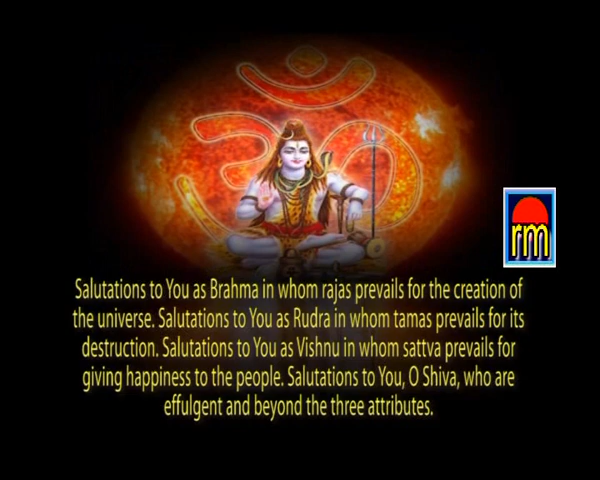 rm
Salutations to You as Brahma in whom rajas prevails for the creation of
the universe. Salutations to You as Rudra in whom tamas prevails for its
destruction. Salutations to You as Vishnu in whom sattva prevails for
giving happiness to the people. Salutations to You, O Shiva, who are
effulgent and beyond the three attributes.